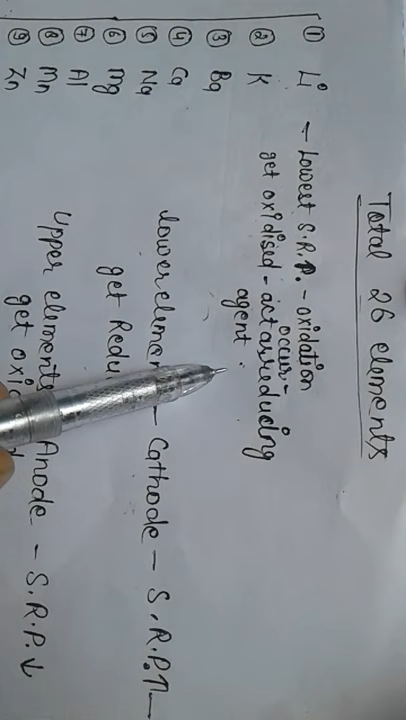 Total 26 elements
① Li - Lowest S.R.P. - oxidation
occur -
② K get oxidised - act as reducing
agent.
③ Ba
④ Ca
⑤ Na lower elemen - Cathode - S.R.P.↑ -
⑥ Mg get Redu
⑦ Al
⑧ Mn Upper elements Anode - S.R.P.↓
⑨ Zn get oxi